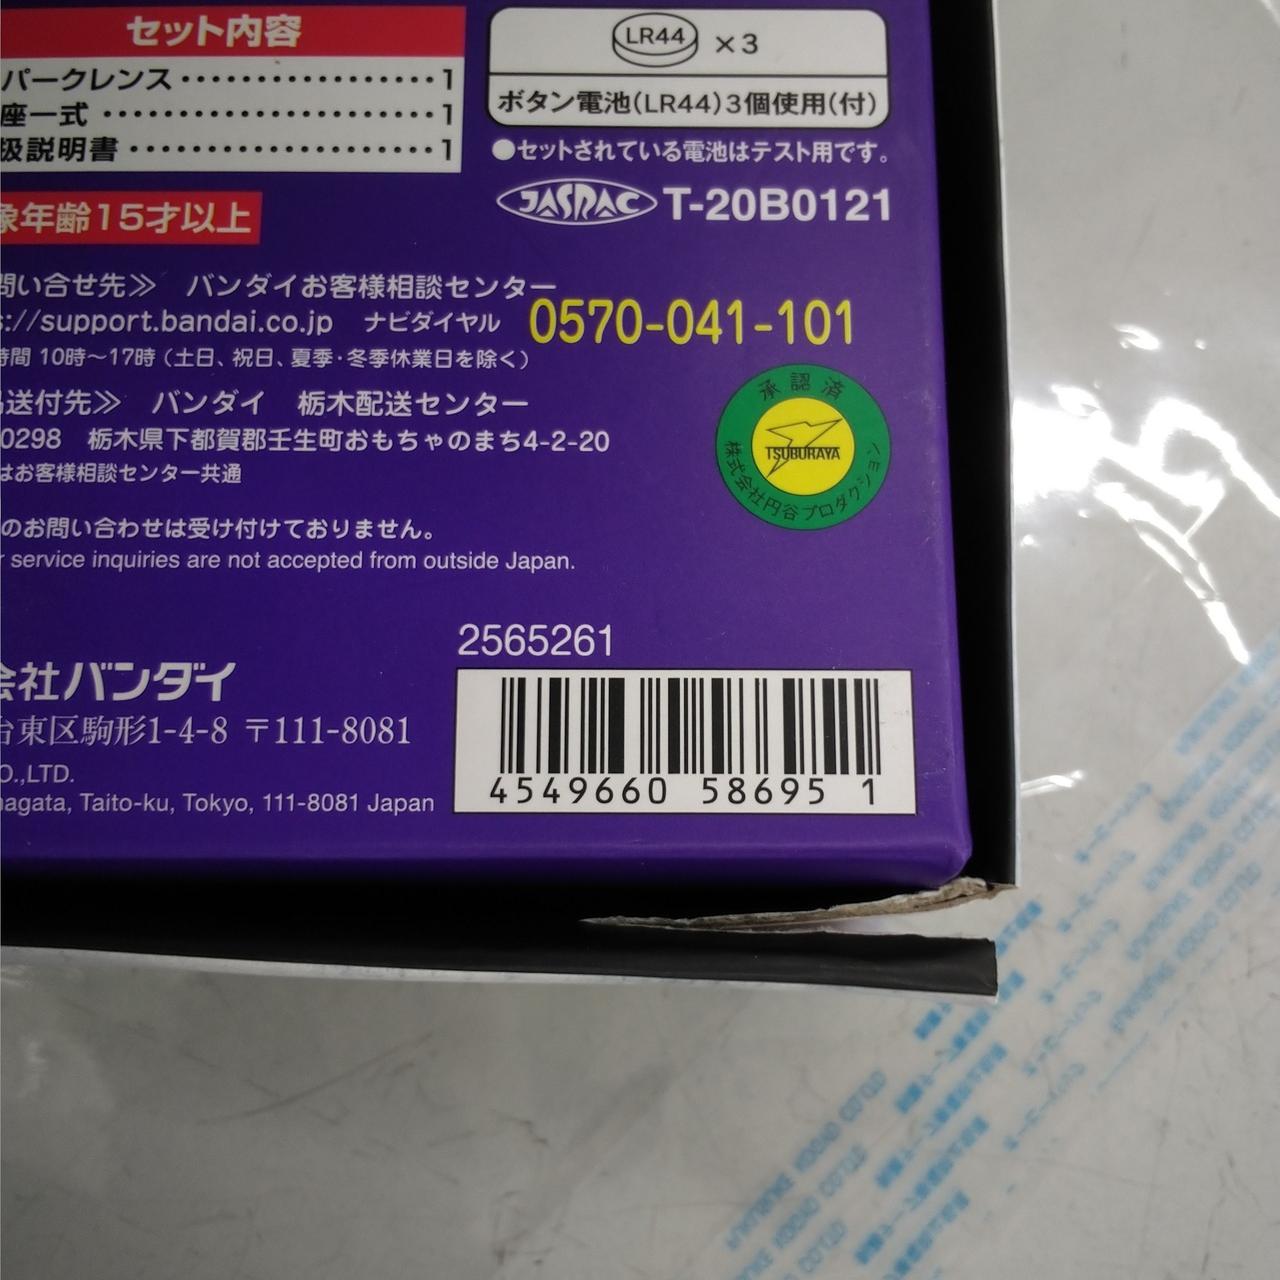 セット内容
パークレンス 1
座一式 1
扱説明書 1
象年齢15才以上
LR44 ×3
ボタン電池(LR44)3個使用(付)
●セットされている電池はテスト用です。
JASPAC T-20B0121
問い合せ先≫ バンダイお客様相談センター
s://support.bandai.co.jp ナビダイヤル 0570-041-101
時間 10時～17時(土日、祝日、夏季・冬季休業日を除く)
送付先≫ バンダイ 栃木配送センター
0298 栃木県下都賀郡壬生町おもちゃのまち4-2-20
はお客様相談センター共通
承認済
TSUBURAYA
株式会社円谷プロダクション
のお問い合わせは受け付けておりません。
r service inquiries are not accepted from outside Japan.
会社バンダイ
台東区駒形1-4-8 〒111-8081
O.,LTD.
nagata, Taito-ku, Tokyo, 111-8081 Japan
2565261
4549660 58695 1